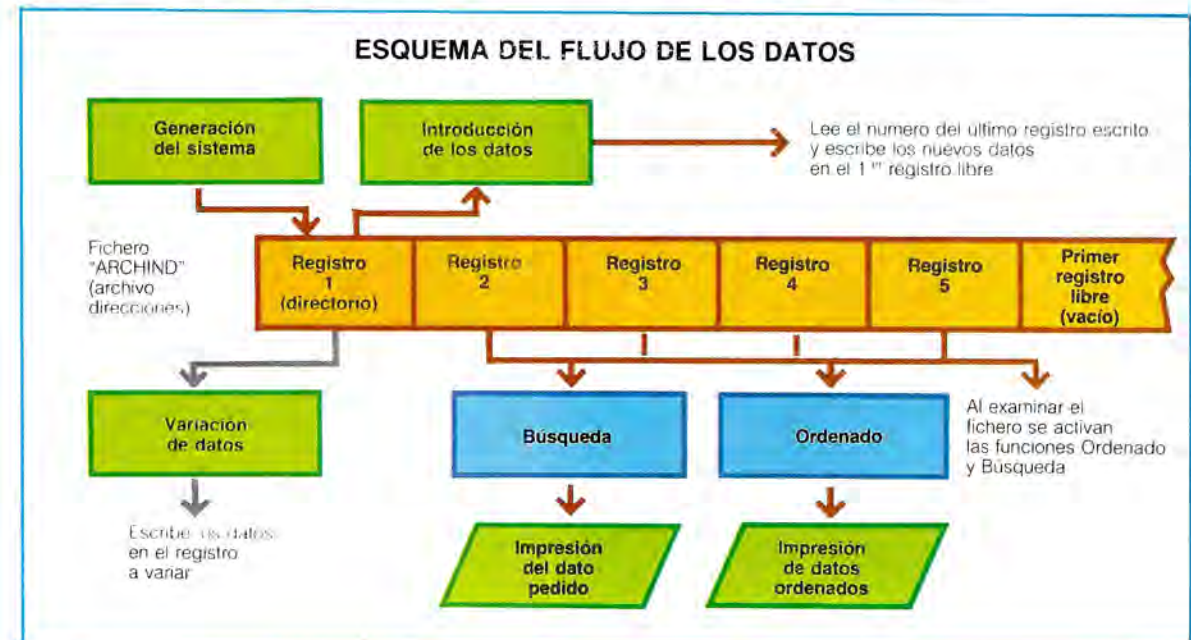 ESQUEMA DEL FLUJO DE LOS DATOS
Generación
del sistema
Introducción
de los datos
Lee el numero del último registro escrito
y escribe los nuevos datos
en el 1er registro libre
Fichero
"ARCHIND"
(archivo
direcciones)
Registro
1
(directorio)
Registro
2
Registro
3
Registro
4
Registro
5
Primer
registro
libre
(vacío)
Variación
de datos
Búsqueda
Ordenado
Al examinar el
fichero se activan
las funciones Ordenado
y Búsqueda
Escribe los datos
en el registro
a variar
Impresión
del dato
pedido
Impresión
de datos
ordenados